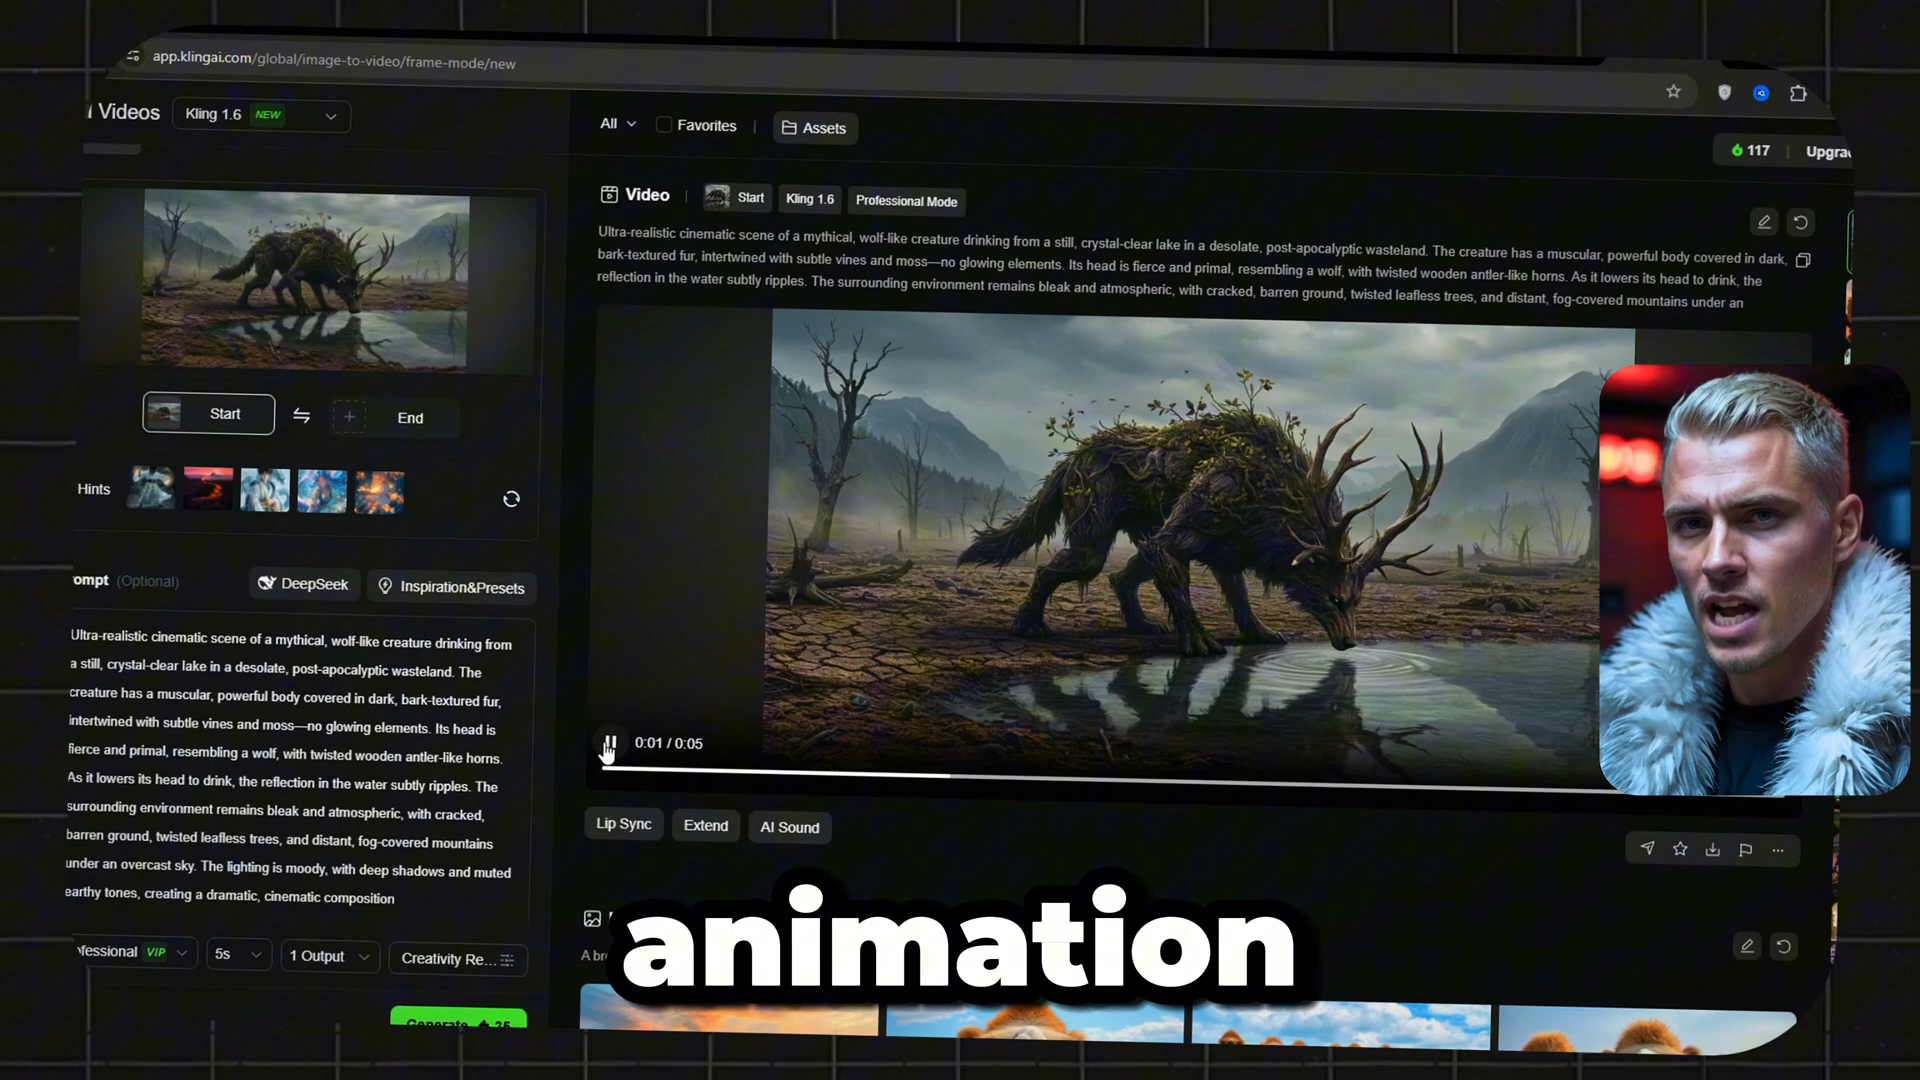 app.klingai.com/global/image-to-video/frame-mode/new
Videos
Kling 1.6 NEW
All
Favorites
Assets
117
Video
Start
Kling 1.6
Professional Mode
Ultra-realistic cinematic scene of a mythical, wolf-like creature drinking from a still, crystal-clear lake in a desolate, post-apocalyptic wasteland. The creature has a muscular, powerful body covered in dark,
bark-textured fur, intertwined with subtle vines and moss—no glowing elements. Its head is fierce and primal, resembling a wolf, with twisted wooden antler-like horns. As it lowers its head to drink, the
reflection in the water subtly ripples. The surrounding environment remains bleak and atmospheric, with cracked, barren ground, twisted leafless trees, and distant, fog-covered mountains under an
Start
End
Hints
(Optional)
DeepSeek
Inspiration&Presets
Ultra-realistic cinematic scene of a mythical, wolf-like creature drinking from
a still, crystal-clear lake in a desolate, post-apocalyptic wasteland. The
creature has a muscular, powerful body covered in dark, bark-textured fur,
intertwined with subtle vines and moss—no glowing elements. Its head is
fierce and primal, resembling a wolf, with twisted wooden antler-like horns.
As it lowers its head to drink, the reflection in the water subtly ripples. The
surrounding environment remains bleak and atmospheric, with cracked,
barren ground, twisted leafless trees, and distant, fog-covered mountains
under an overcast sky. The lighting is moody, with deep shadows and muted
earthy tones, creating a dramatic, cinematic composition
0:01 / 0:05
Lip Sync
Extend
AI Sound
VIP
5s
1 Output
Creativity Re...
Generate
animation